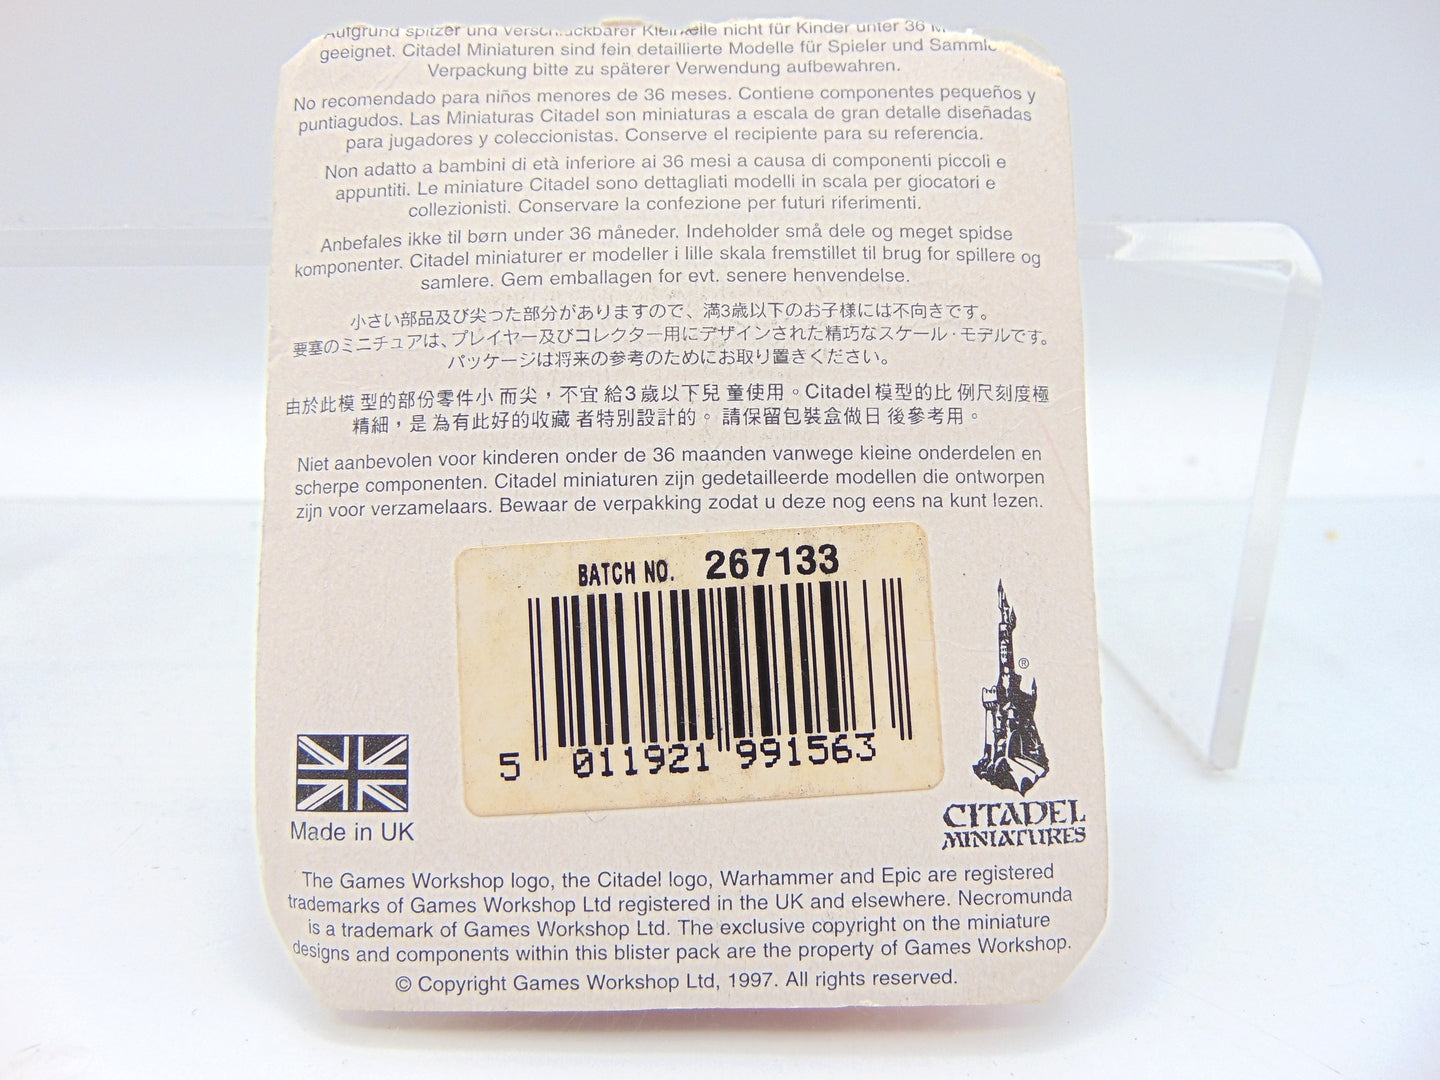 Aufgrund spitzer und verschluckbarer Kleinteile nicht für Kinder unter 36
geeignet. Citadel Miniaturen sind fein detaillierte Modelle für Spieler und
Verpackung bitte zu späterer Verwendung aufbewahren.
No recomendado para niños menores de 36 meses. Contiene componentes pequeños y
puntiagudos. Las Miniaturas Citadel son miniaturas a escala de gran detalle diseñadas
para jugadores y coleccionistas. Conserve el recipiente para su referencia.
Non adatto a bambini di età inferiore ai 36 mesi a causa di componenti piccoli e
appuntiti. Le miniature Citadel sono dettagliati modelli in scala per giocatori e
collezionisti. Conservare la confezione per futuri riferimenti.
Anbefales ikke til børn under 36 måneder. Indeholder små dele og meget spidse
komponenter. Citadel miniaturer er modeller i lille skala fremstillet til brug for spillere og
samlere. Gem emballagen for evt. senere henvendelse.
小さい部品及び尖った部分がありますので、満3歳以下のお子様には不向きです。
要塞のミニチュアは、プレイヤー及びコレクター用にデザインされた精巧なスケール・モデルです。
パッケージは将来の参考のためにお取り置きください。
由於此模型的部份零件小而尖，不宜給3歲以下兒童使用。Citadel模型的比例尺刻度極
精細，是為有此好的收藏者特別設計的。請保留包裝盒做日後參考用。
Niet aanbevolen voor kinderen onder de 36 maanden vanwege kleine onderdelen en
scherpe componenten. Citadel miniaturen zijn gedetailleerde modellen die ontworpen
zijn voor verzamelaars. Bewaar de verpakking zodat u deze nog eens na kunt lezen.
BATCH NO. 267133
5 011921 991563
®
CITADEL
MINIATURES
Made in UK
The Games Workshop logo, the Citadel logo, Warhammer and Epic are registered
trademarks of Games Workshop Ltd registered in the UK and elsewhere. Necromunda
is a trademark of Games Workshop Ltd. The exclusive copyright on the miniature
designs and components within this blister pack are the property of Games Workshop.
© Copyright Games Workshop Ltd, 1997. All rights reserved.